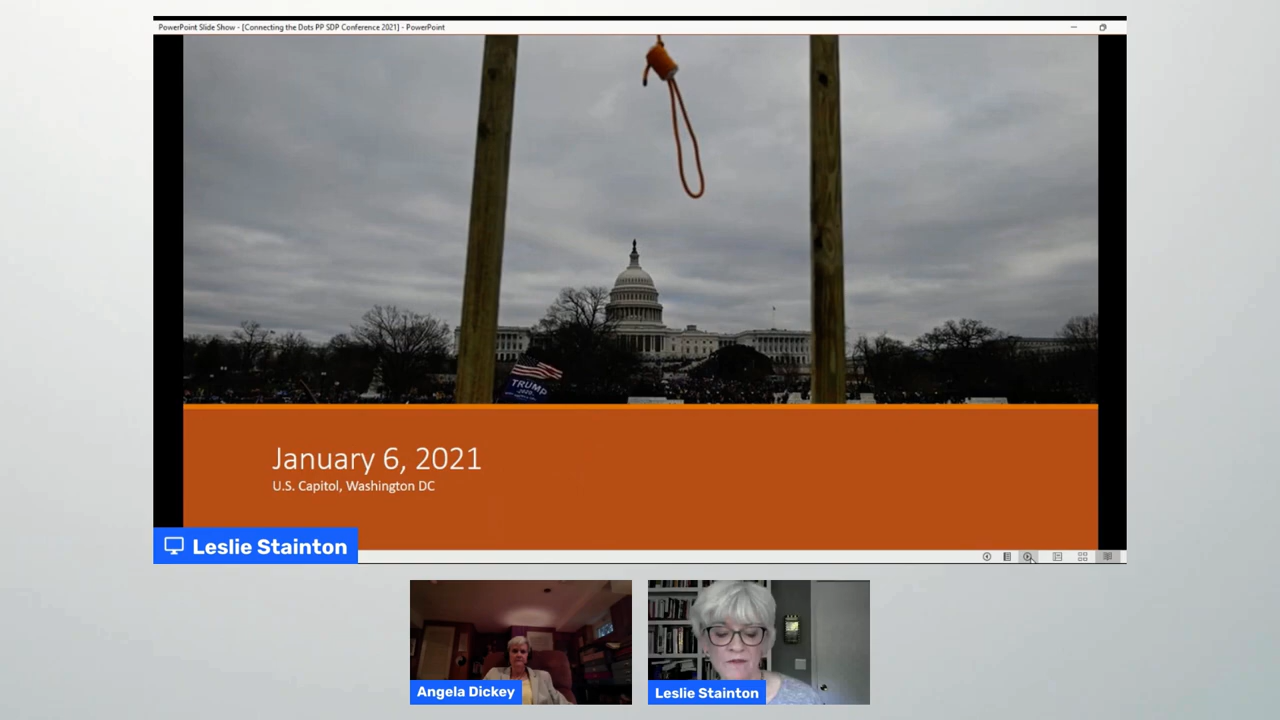 PowerPoint Slide Show - [Connecting the Dots PP SDP Conference 2021] - PowerPoint
TRUMP
2020
January 6, 2021
U.S. Capitol, Washington DC
Leslie Stainton
Angela Dickey
Leslie Stainton